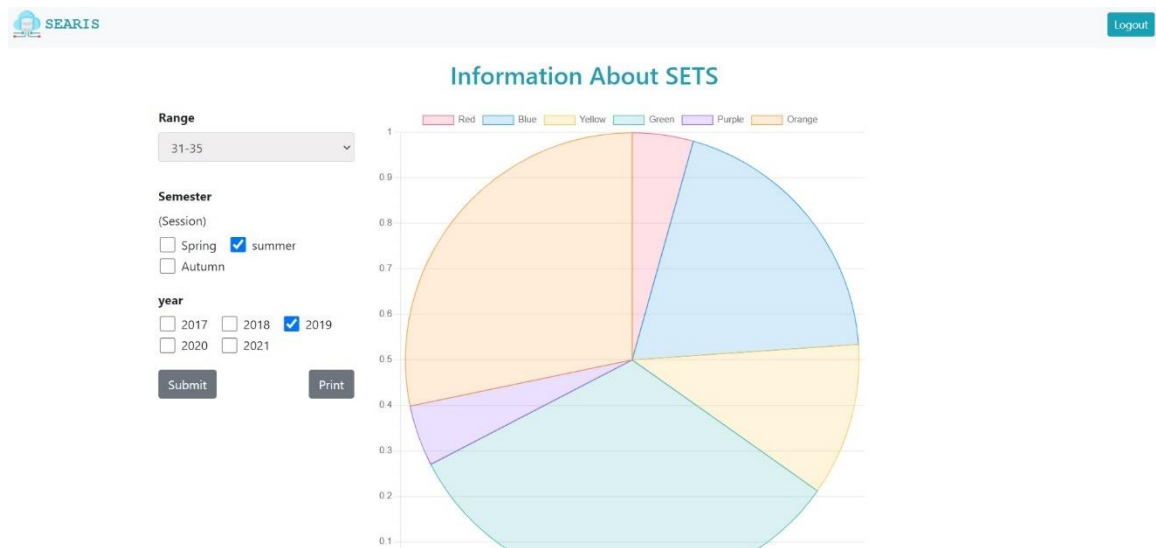 SEARIS
Logout
Information About SETS
Range
31-35
Semester
(Session)
Spring summer
Autumn
year
2017 2018 2019
2020 2021
Submit Print
Red Blue Yellow Green Purple Orange
1
0.9
0.8
0.7
0.6
0.5
0.4
0.3
0.2
0.1